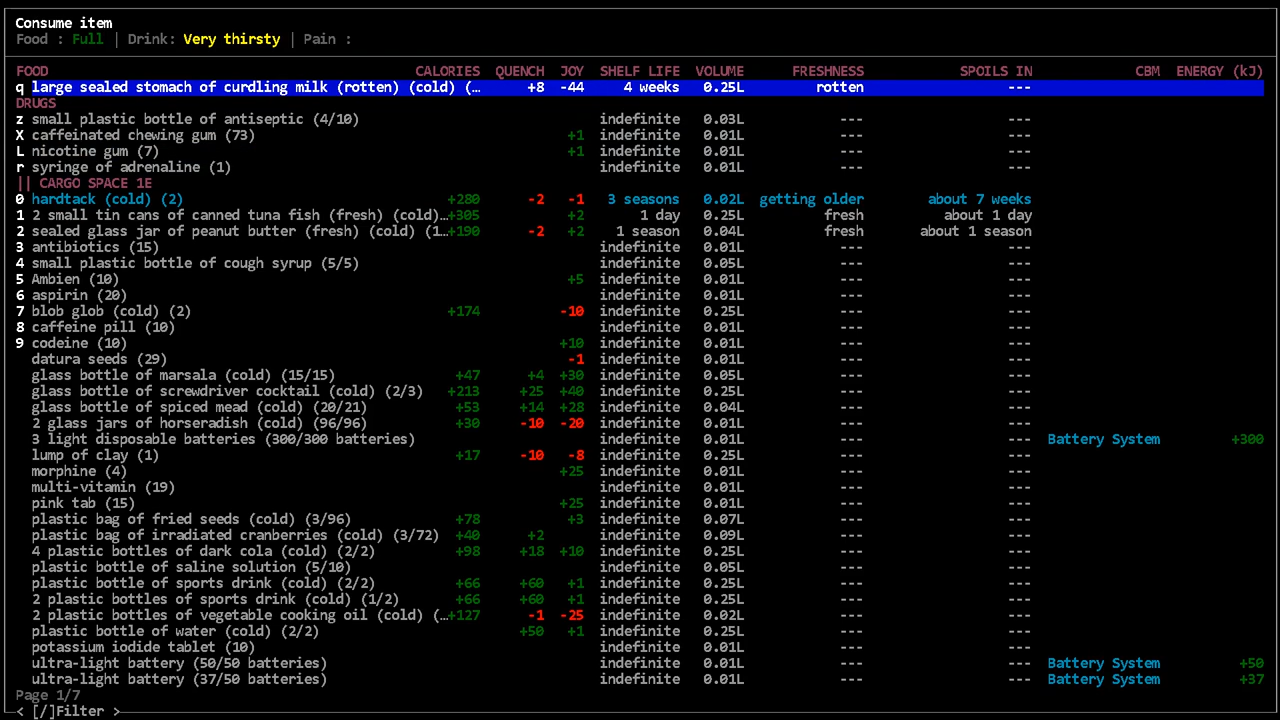 Consume item
Food : Full | Drink: Very thirsty | Pain :
FOOD CALORIES QUENCH JOY SHELF LIFE VOLUME FRESHNESS SPOILS IN CBM ENERGY (kJ)
q large sealed stomach of curdling milk (rotten) (cold) (… +8 -44 4 weeks 0.25L rotten ---
DRUGS
z small plastic bottle of antiseptic (4/10) indefinite 0.03L --- ---
X caffeinated chewing gum (73) +1 indefinite 0.01L --- ---
L nicotine gum (7) +1 indefinite 0.01L --- ---
r syringe of adrenaline (1) indefinite 0.01L --- ---
|| CARGO SPACE 1E
0 hardtack (cold) (2) +280 -2 -1 3 seasons 0.02L getting older about 7 weeks
1 2 small tin cans of canned tuna fish (fresh) (cold)…+305 +2 1 day 0.25L fresh about 1 day
2 sealed glass jar of peanut butter (fresh) (cold) (1…+190 -2 +2 1 season 0.04L fresh about 1 season
3 antibiotics (15) indefinite 0.01L --- ---
4 small plastic bottle of cough syrup (5/5) indefinite 0.05L --- ---
5 Ambien (10) +5 indefinite 0.01L --- ---
6 aspirin (20) indefinite 0.01L --- ---
7 blob glob (cold) (2) +174 -10 indefinite 0.25L --- ---
8 caffeine pill (10) indefinite 0.01L --- ---
9 codeine (10) +10 indefinite 0.01L --- ---
datura seeds (29) -1 indefinite 0.01L --- ---
glass bottle of marsala (cold) (15/15) +47 +4 +30 indefinite 0.05L --- ---
glass bottle of screwdriver cocktail (cold) (2/3) +213 +25 +40 indefinite 0.25L --- ---
glass bottle of spiced mead (cold) (20/21) +53 +14 +28 indefinite 0.04L --- ---
2 glass jars of horseradish (cold) (96/96) +30 -10 -20 indefinite 0.01L --- ---
3 light disposable batteries (300/300 batteries) indefinite 0.01L --- --- Battery System +300
lump of clay (1) +17 -10 -8 indefinite 0.25L --- ---
morphine (4) +25 indefinite 0.01L --- ---
multi-vitamin (19) indefinite 0.01L --- ---
pink tab (15) +25 indefinite 0.01L --- ---
plastic bag of fried seeds (cold) (3/96) +78 +3 indefinite 0.07L --- ---
plastic bag of irradiated cranberries (cold) (3/72) +40 +2 indefinite 0.09L --- ---
4 plastic bottles of dark cola (cold) (2/2) +98 +18 +10 indefinite 0.25L --- ---
plastic bottle of saline solution (5/10) indefinite 0.05L --- ---
plastic bottle of sports drink (cold) (2/2) +66 +60 +1 indefinite 0.25L --- ---
2 plastic bottles of sports drink (cold) (1/2) +66 +60 +1 indefinite 0.25L --- ---
2 plastic bottles of vegetable cooking oil (cold) (…+127 -1 -25 indefinite 0.02L --- ---
plastic bottle of water (cold) (2/2) +50 +1 indefinite 0.25L --- ---
potassium iodide tablet (10) indefinite 0.01L --- ---
ultra-light battery (50/50 batteries) indefinite 0.01L --- --- Battery System +50
ultra-light battery (37/50 batteries) indefinite 0.01L --- --- Battery System +37
Page 1/7
< [/]Filter >